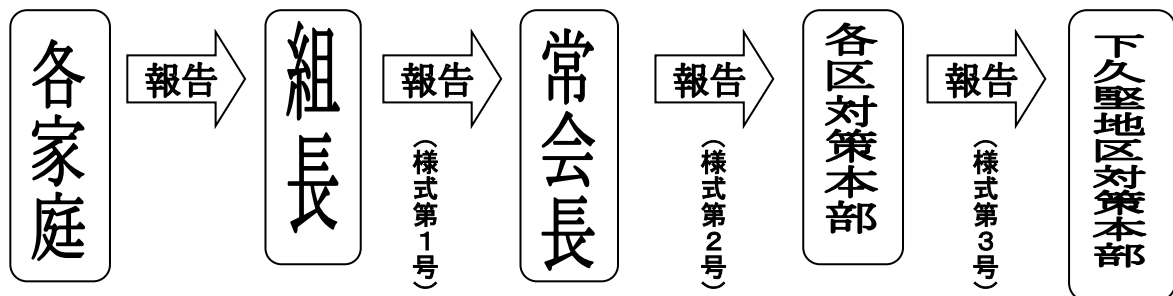 各家庭
報告
組長
報告
(様式第1号)
常会長
報告
(様式第2号)
各区対策本部
報告
(様式第3号)
下久堅地区対策本部